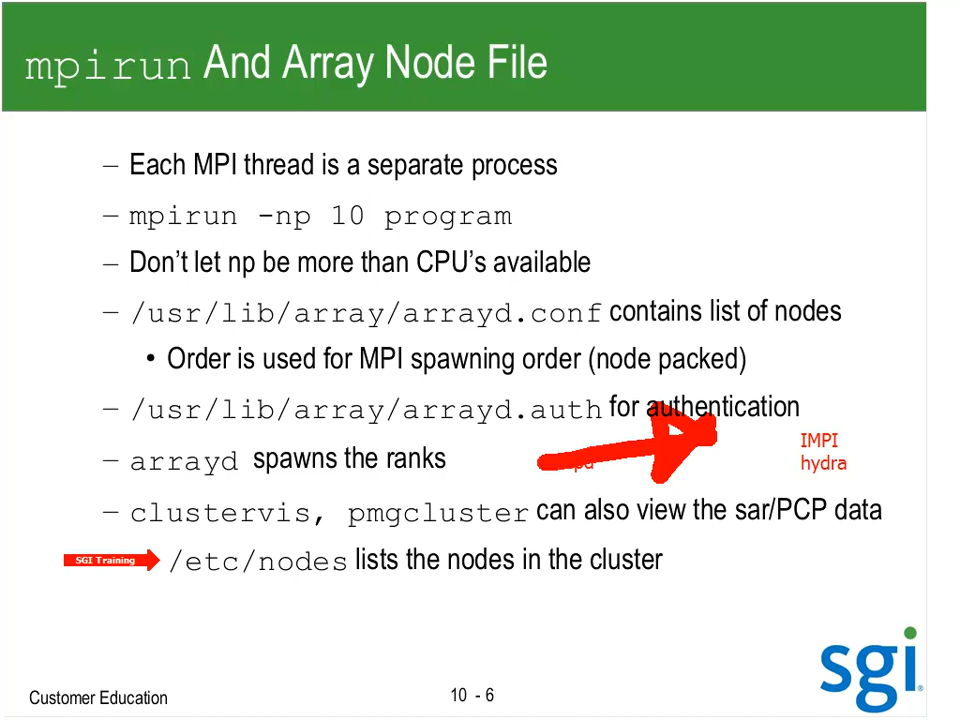 mpirun And Array Node File
– Each MPI thread is a separate process
– mpirun -np 10 program
– Don't let np be more than CPU's available
– /usr/lib/array/arrayd.conf contains list of nodes
• Order is used for MPI spawning order (node packed)
– /usr/lib/array/arrayd.auth for authentication
IMPI
– arrayd spawns the ranks
hydra
– clustervis, pmgcluster can also view the sar/PCP data
SGI Training
/etc/nodes lists the nodes in the cluster
sgi®
Customer Education
10 - 6